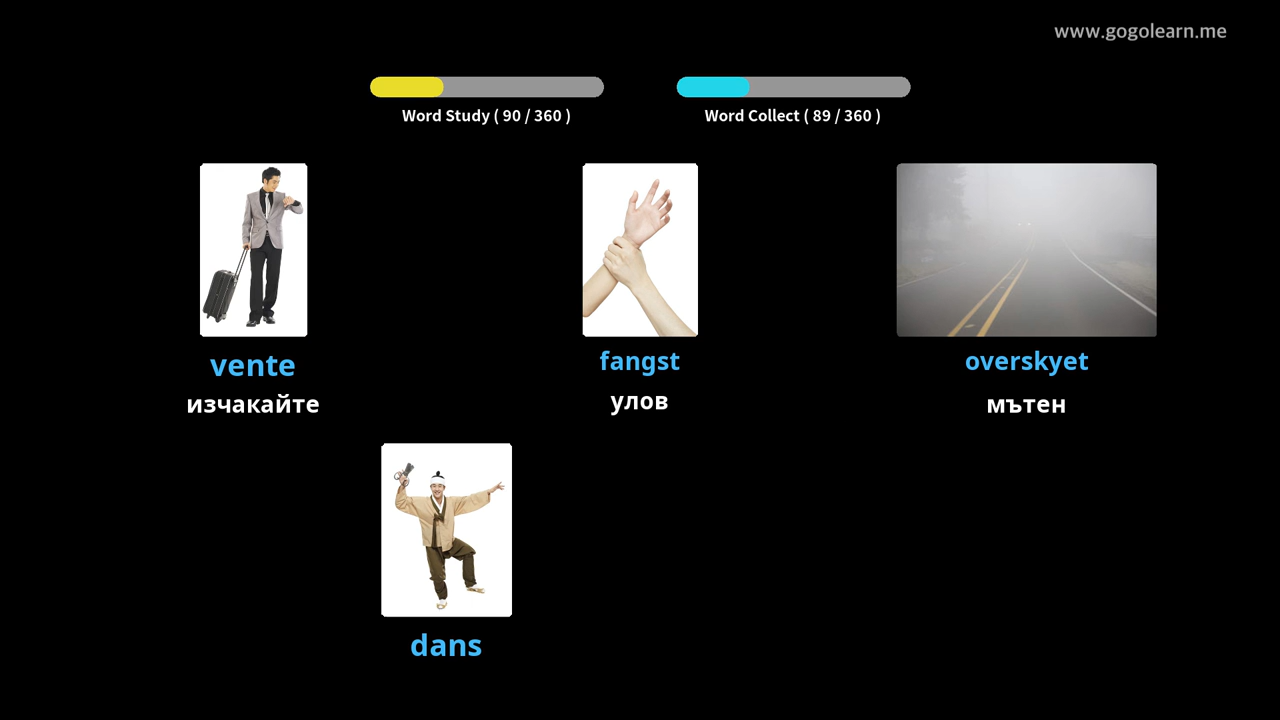 www.gogolearn.me
Word Study ( 90 / 360 )
Word Collect ( 89 / 360 )
vente
изчакайте
fangst
улов
overskyet
мътен
dans